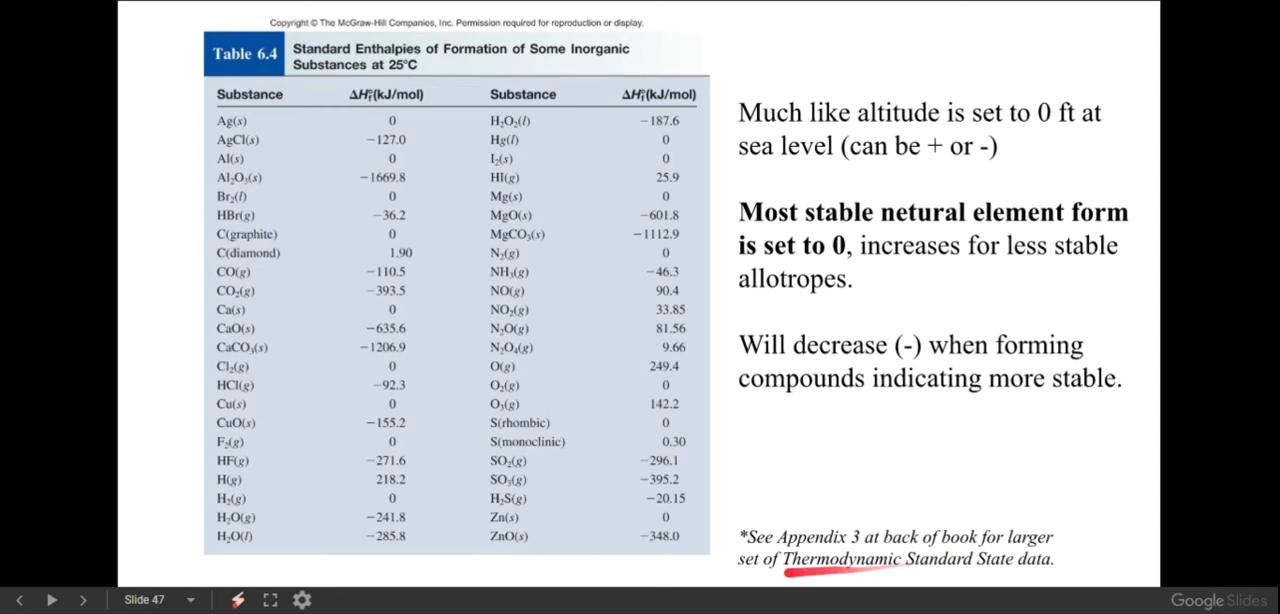 Copyright © The McGraw-Hill Companies, Inc. Permission required for reproduction or display.
Table 6.4 Standard Enthalpies of Formation of Some Inorganic
Substances at 25°C
Substance ΔH°f(kJ/mol) Substance ΔH°f(kJ/mol)
Ag(s) 0 H₂O₂(l) −187.6
AgCl(s) −127.0 Hg(l) 0
Al(s) 0 I₂(s) 0
Al₂O₃(s) −1669.8 HI(g) 25.9
Br₂(l) 0 Mg(s) 0
HBr(g) −36.2 MgO(s) −601.8
C(graphite) 0 MgCO₃(s) −1112.9
C(diamond) 1.90 N₂(g) 0
CO(g) −110.5 NH₃(g) −46.3
CO₂(g) −393.5 NO(g) 90.4
Ca(s) 0 NO₂(g) 33.85
CaO(s) −635.6 N₂O(g) 81.56
CaCO₃(s) −1206.9 N₂O₄(g) 9.66
Cl₂(g) 0 O(g) 249.4
HCl(g) −92.3 O₂(g) 0
Cu(s) 0 O₃(g) 142.2
CuO(s) −155.2 S(rhombic) 0
F₂(g) 0 S(monoclinic) 0.30
HF(g) −271.6 SO₂(g) −296.1
H(g) 218.2 SO₃(g) −395.2
H₂(g) 0 H₂S(g) −20.15
H₂O(g) −241.8 Zn(s) 0
H₂O(l) −285.8 ZnO(s) −348.0
Much like altitude is set to 0 ft at
sea level (can be + or -)
Most stable netural element form
is set to 0, increases for less stable
allotropes.
Will decrease (-) when forming
compounds indicating more stable.
*See Appendix 3 at back of book for larger
set of Thermodynamic Standard State data.
Slide 47
Google Slides